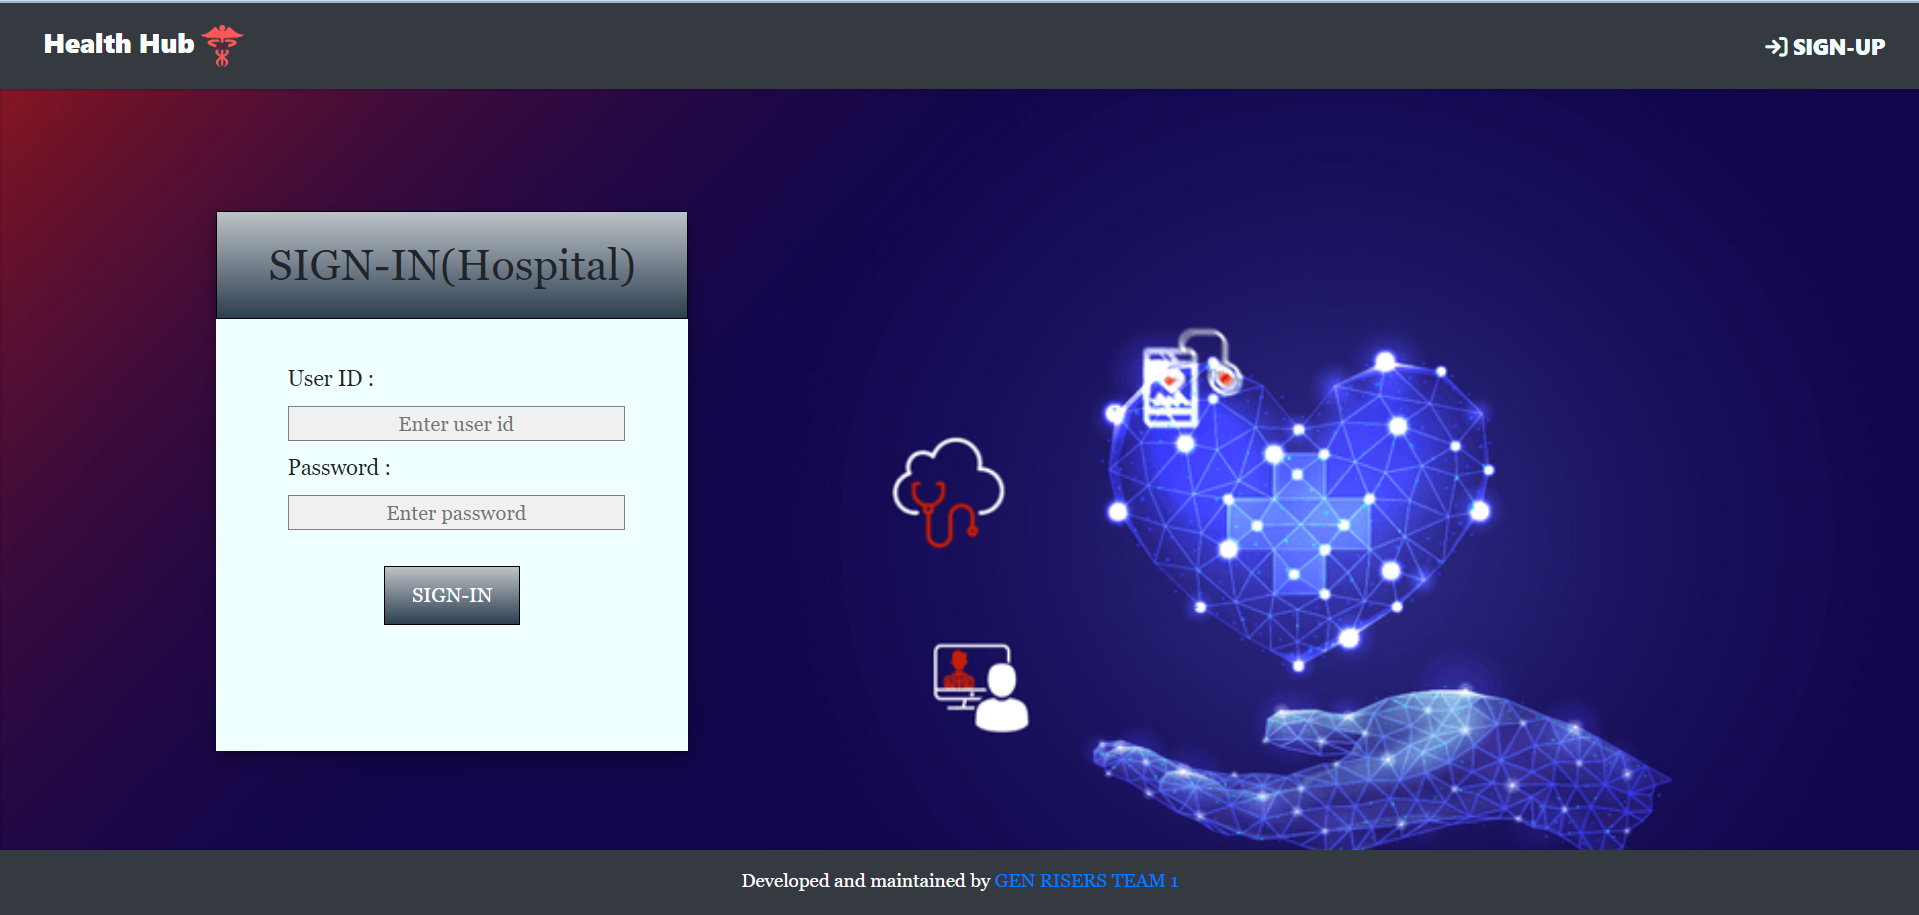 Health Hub
SIGN-UP
SIGN-IN(Hospital)
User ID :
Enter user id
Password :
Enter password
SIGN-IN
Developed and maintained by GEN RISERS TEAM 1